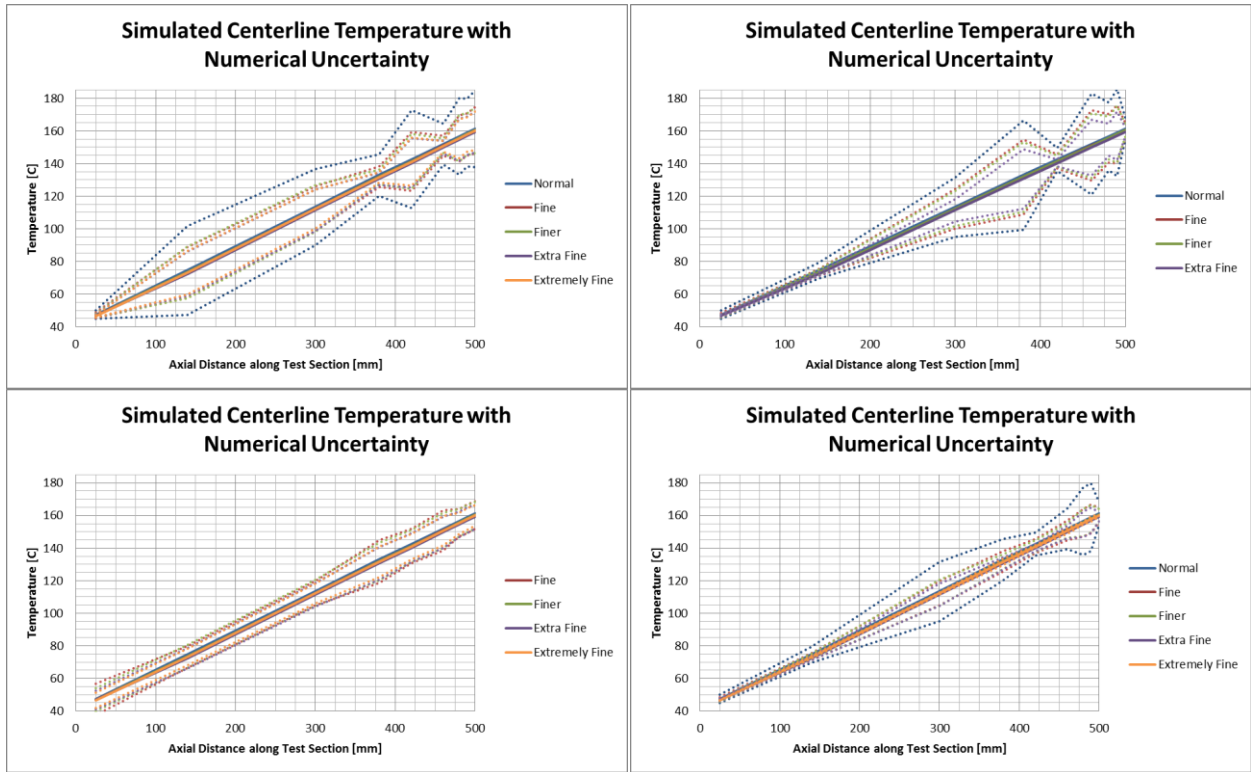 Simulated Centerline Temperature with
Numerical Uncertainty
Temperature [C]
180
160
140
120
100
80
60
40
0
100
200
300
400
500
Axial Distance along Test Section [mm]
Normal
Fine
Finer
Extra Fine
Extremely Fine
Simulated Centerline Temperature with
Numerical Uncertainty
Temperature [C]
180
160
140
120
100
80
60
40
0
100
200
300
400
500
Axial Distance along Test Section [mm]
Normal
Fine
Finer
Extra Fine
Simulated Centerline Temperature with
Numerical Uncertainty
Temperature [C]
180
160
140
120
100
80
60
40
0
100
200
300
400
500
Axial Distance along Test Section [mm]
Fine
Finer
Extra Fine
Extremely Fine
Simulated Centerline Temperature with
Numerical Uncertainty
Temperature [C]
180
160
140
120
100
80
60
40
0
100
200
300
400
500
Axial Distance along Test Section [mm]
Normal
Fine
Finer
Extra Fine
Extremely Fine